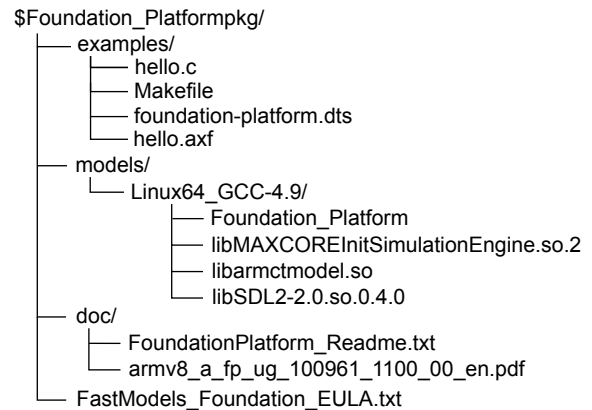 $Foundation_Platformpkg/
examples/
hello.c
Makefile
foundation-platform.dts
hello.axf
models/
Linux64_GCC-4.9/
Foundation_Platform
libMAXCOREInitSimulationEngine.so.2
libarmctmodel.so
libSDL2-2.0.so.0.4.0
doc/
FoundationPlatform_Readme.txt
armv8_a_fp_ug_100961_1100_00_en.pdf
FastModels_Foundation_EULA.txt